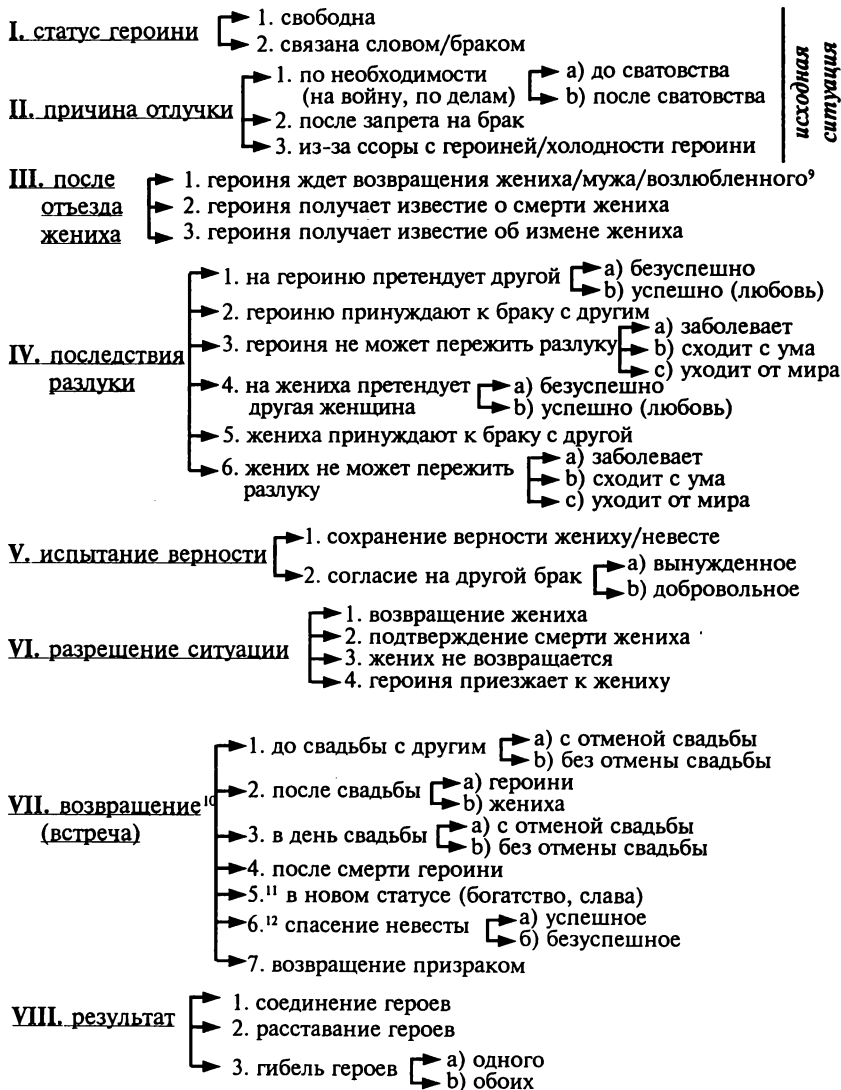 I. статус героини
1. свободна
2. связана словом/браком
исходная
ситуация
II. причина отлучки
1. по необходимости
(на войну, по делам)
a) до сватовства
b) после сватовства
2. после запрета на брак
3. из-за ссоры с героиней/холодности героини
III. после
отъезда
жениха
1. героиня ждет возвращения жениха/мужа/возлюбленного⁹
2. героиня получает известие о смерти жениха
3. героиня получает известие об измене жениха
IV. последствия
разлуки
1. на героиню претендует другой
a) безуспешно
b) успешно (любовь)
2. героиню принуждают к браку с другим
3. героиня не может пережить разлуку
a) заболевает
b) сходит с ума
c) уходит от мира
4. на жениха претендует
другая женщина
a) безуспешно
b) успешно (любовь)
5. жениха принуждают к браку с другой
6. жених не может пережить
разлуку
a) заболевает
b) сходит с ума
c) уходит от мира
V. испытание верности
1. сохранение верности жениху/невесте
2. согласие на другой брак
a) вынужденное
b) добровольное
VI. разрещение ситуации
1. возвращение жениха
2. подтверждение смерти жениха
3. жених не возвращается
4. героиня приезжает к жениху
VII. возвращение¹⁰
(встреча)
1. до свадьбы с другим
a) с отменой свадьбы
b) без отмены свадьбы
2. после свадьбы
a) героини
b) жениха
3. в день свадьбы
a) с отменой свадьбы
b) без отмены свадьбы
4. после смерти героини
5.¹¹ в новом статусе (богатство, слава)
6.¹² спасение невесты
a) успешное
б) безуспешное
7. возвращение призраком
VIII. результат
1. соединение героев
2. расставание героев
3. гибель героев
a) одного
b) обоих